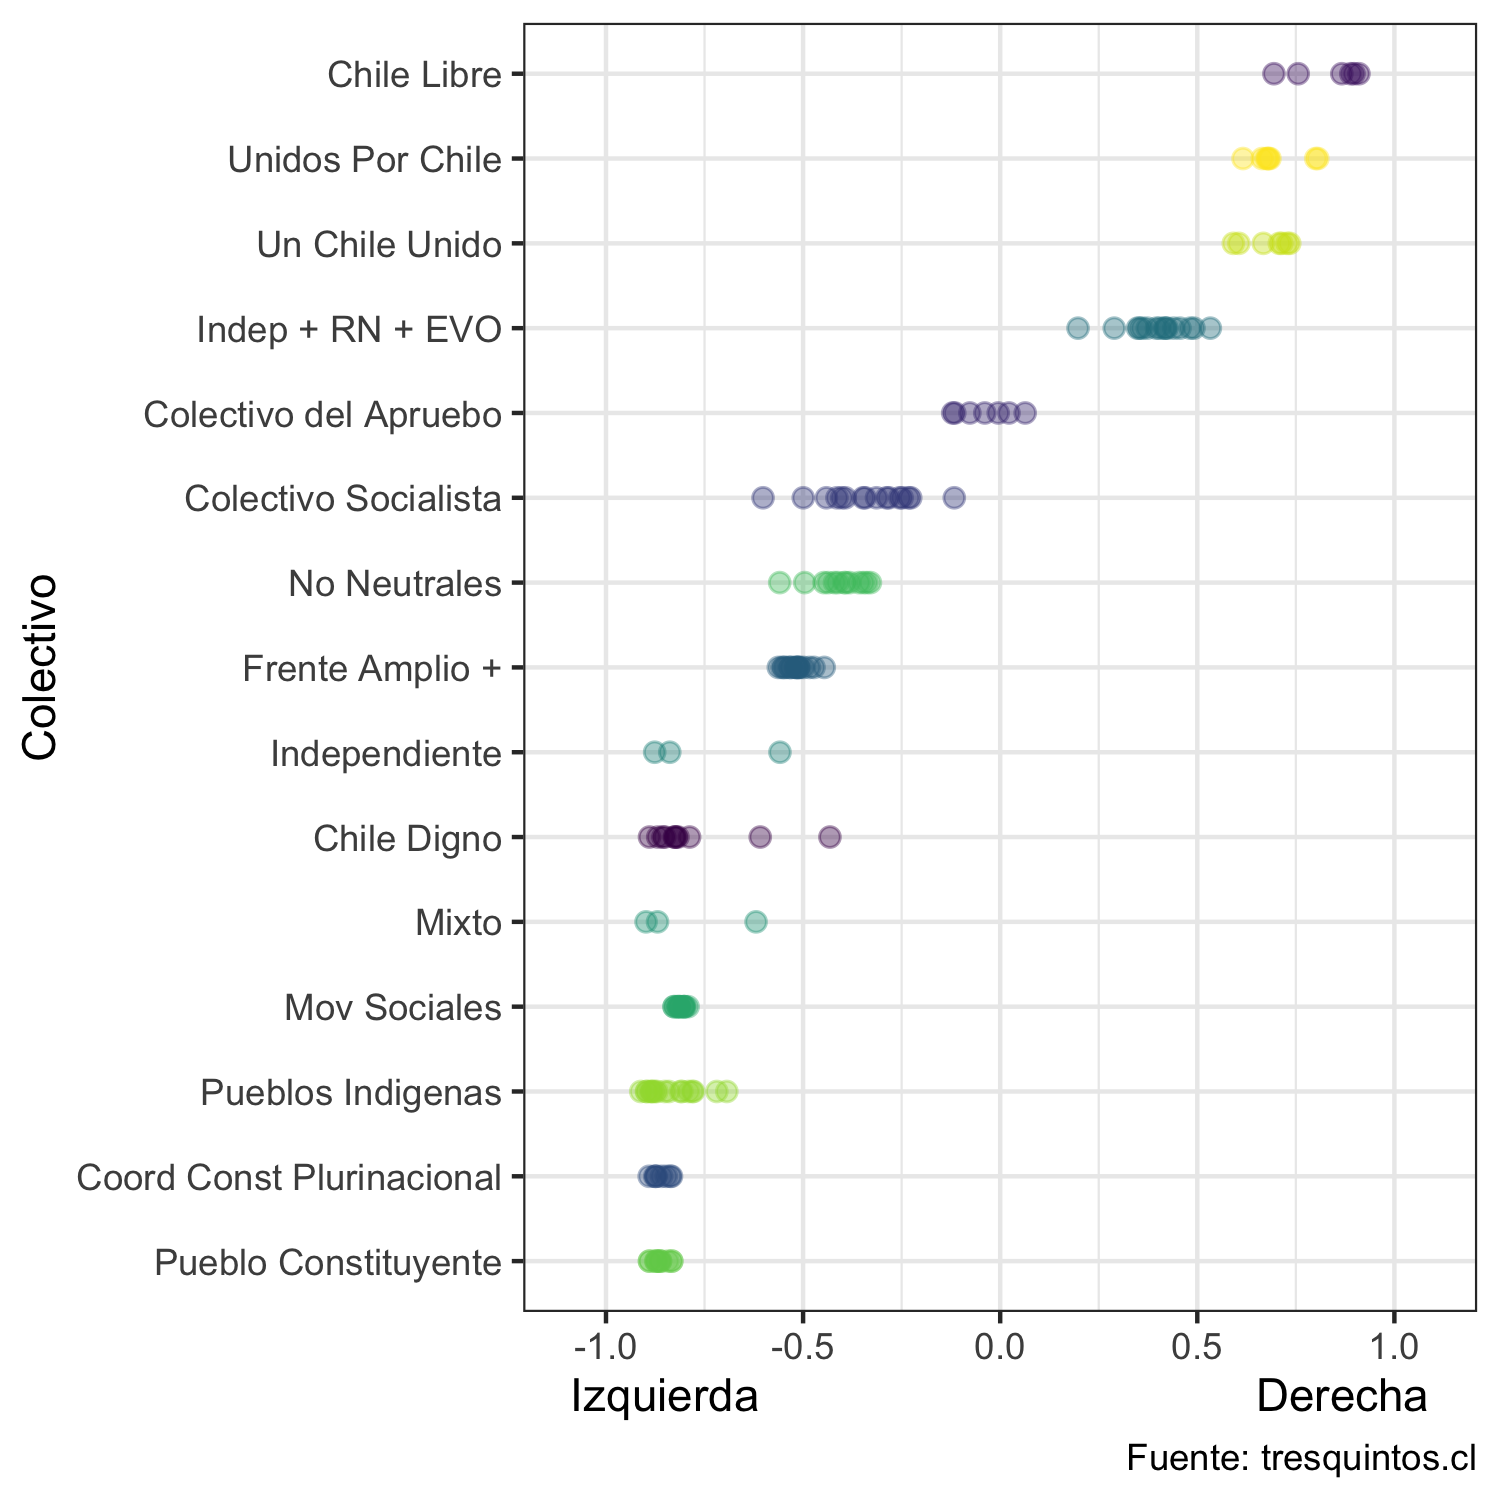 Colectivo
Chile Libre
Unidos Por Chile
Un Chile Unido
Indep + RN + EVO
Colectivo del Apruebo
Colectivo Socialista
No Neutrales
Frente Amplio +
Independiente
Chile Digno
Mixto
Mov Sociales
Pueblos Indigenas
Coord Const Plurinacional
Pueblo Constituyente
-1.0 -0.5 0.0 0.5 1.0
Izquierda Derecha
Fuente: tresquintos.cl